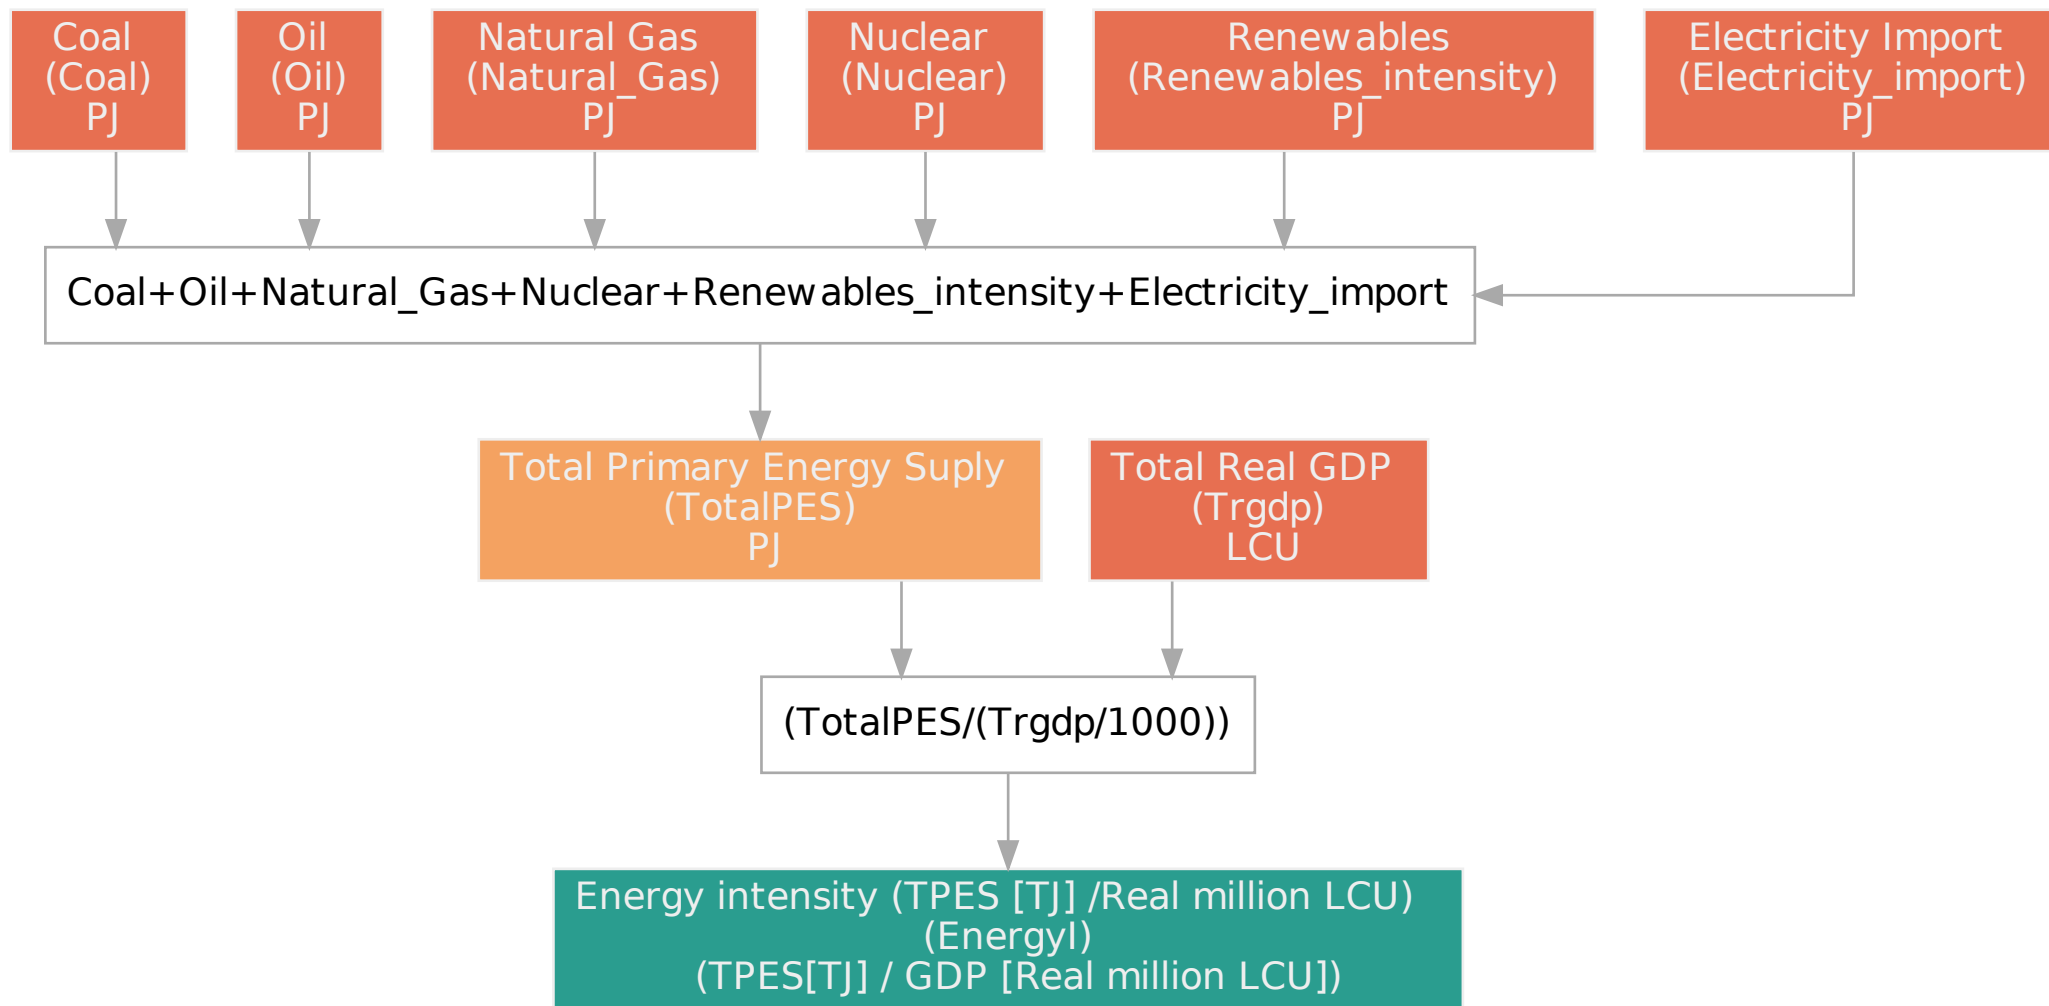 Coal
(Coal)
PJ
Oil
(Oil)
PJ
Natural Gas
(Natural_Gas)
PJ
Nuclear
(Nuclear)
PJ
Renewables
(Renewables_intensity)
PJ
Electricity Import
(Electricity_import)
PJ
Coal+Oil+Natural_Gas+Nuclear+Renewables_intensity+Electricity_import
Total Primary Energy Suply
(TotalPES)
PJ
Total Real GDP
(Trgdp)
LCU
(TotalPES/(Trgdp/1000))
Energy intensity (TPES [TJ] /Real million LCU)
(EnergyI)
(TPES[TJ] / GDP [Real million LCU])